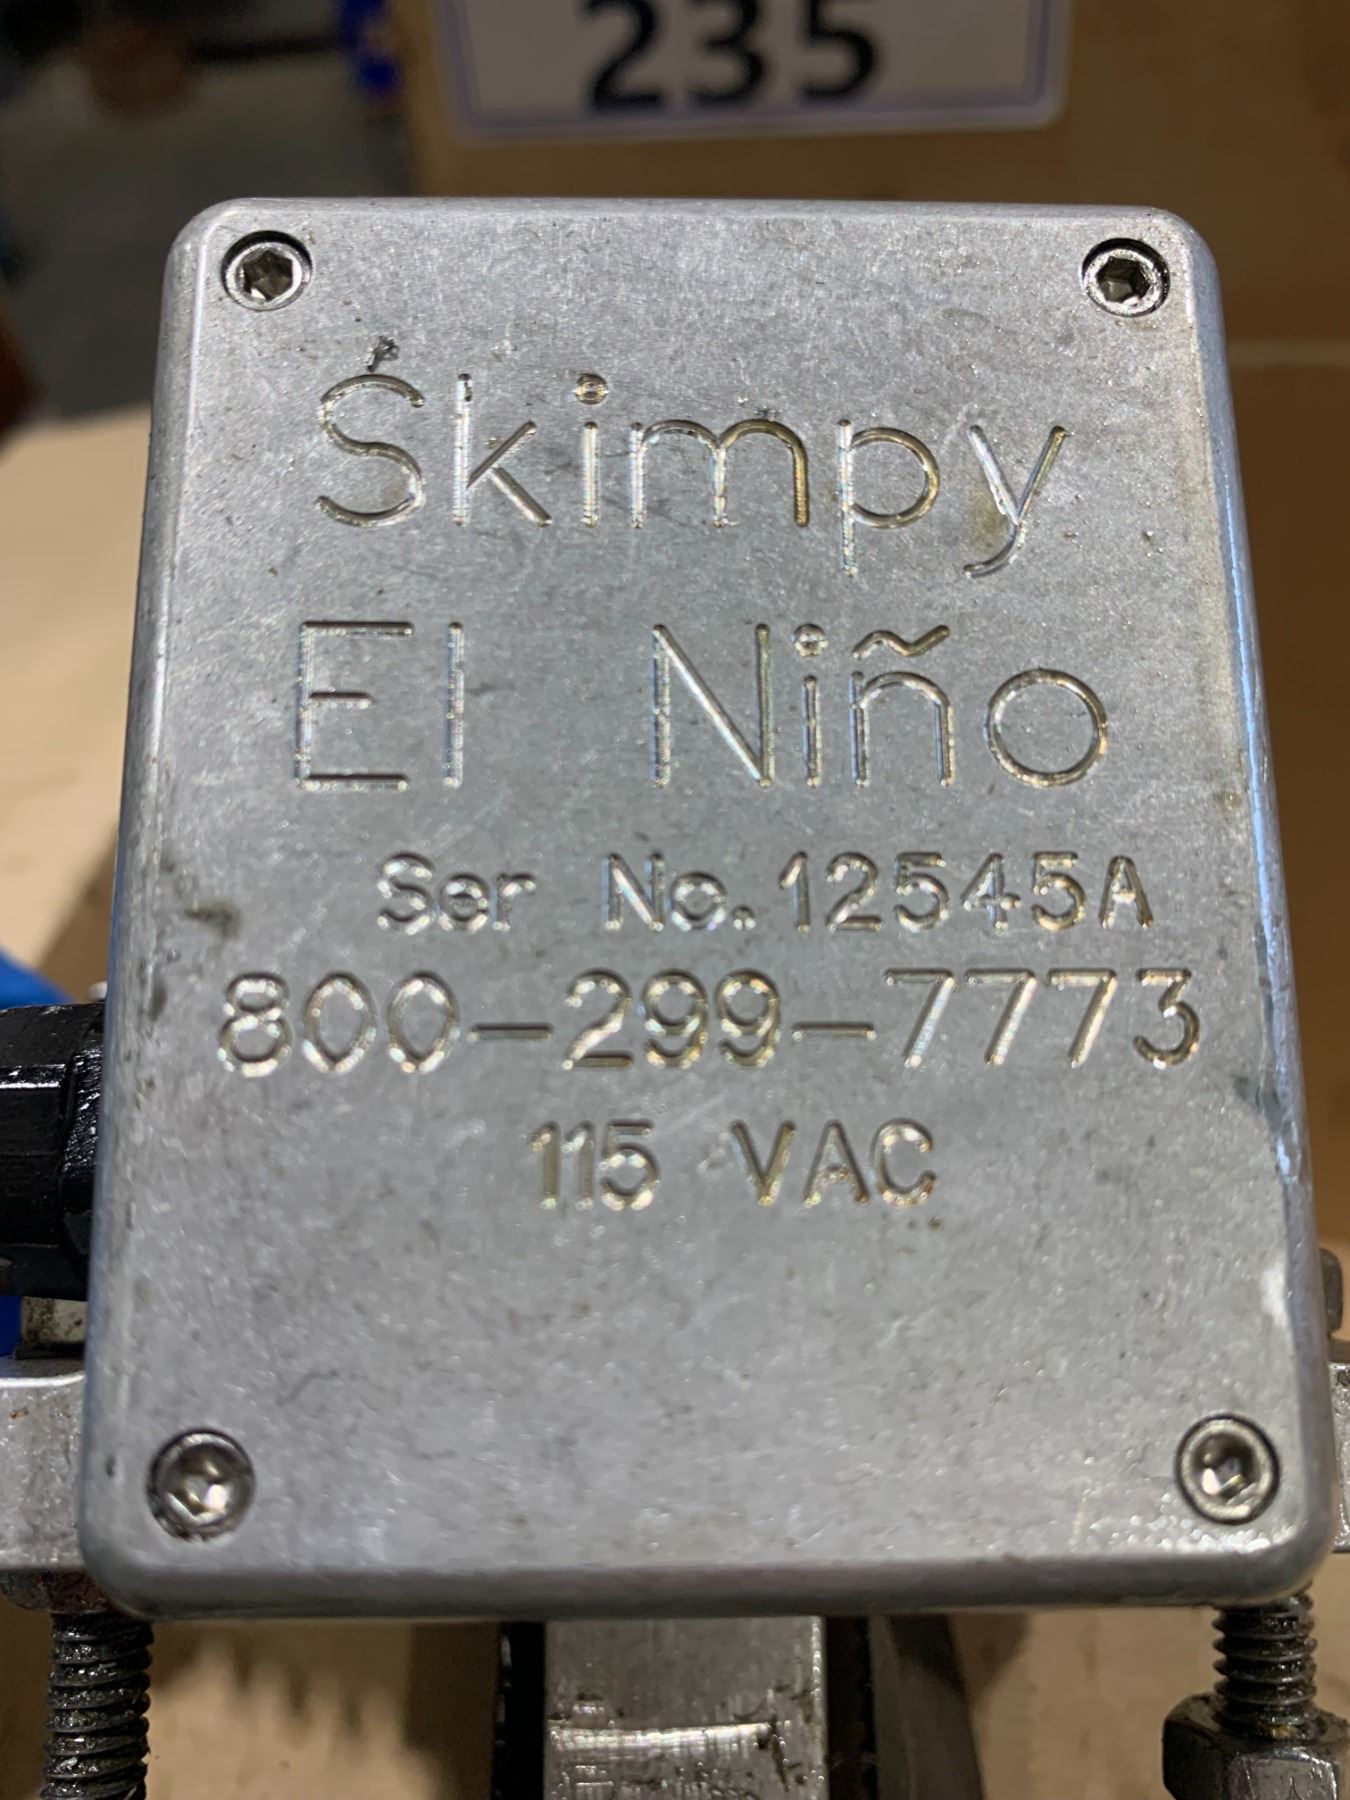 235
Skimpy
El Niño
Ser No.12545A
800-299-7773
115 VAC